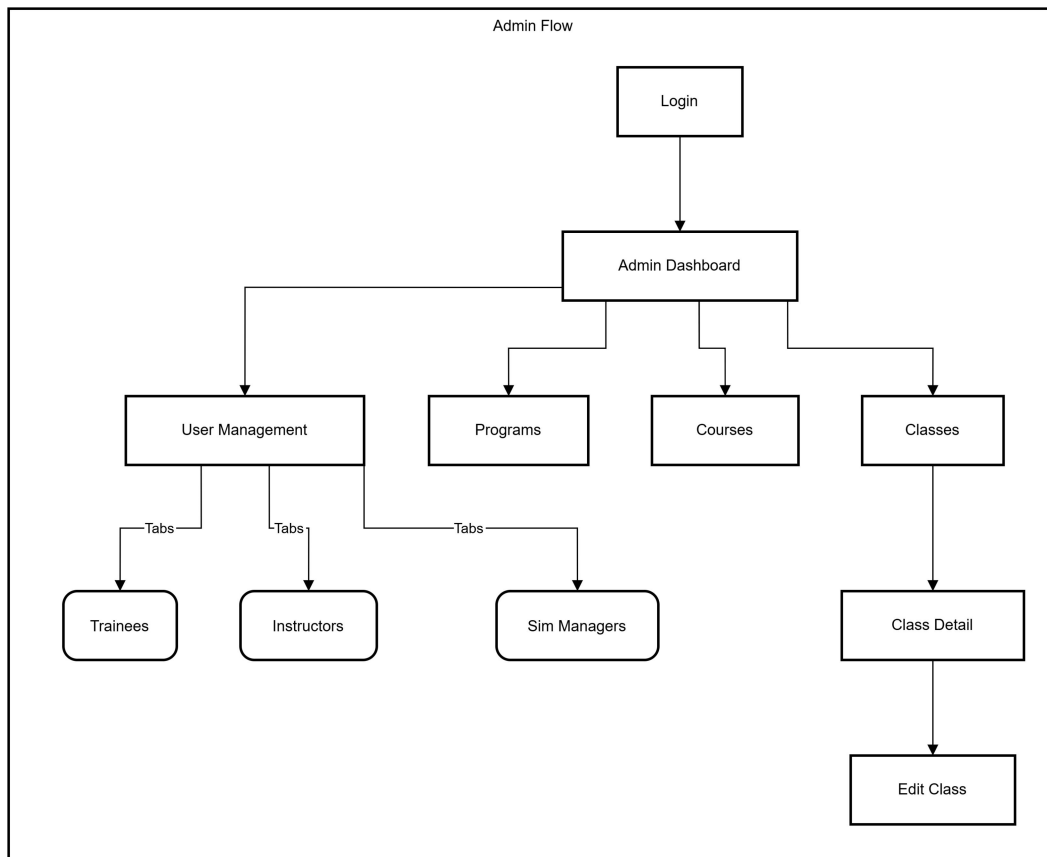 Admin Flow
Login
Admin Dashboard
User Management
Programs
Courses
Classes
Tabs
Tabs
Tabs
Trainees
Instructors
Sim Managers
Class Detail
Edit Class